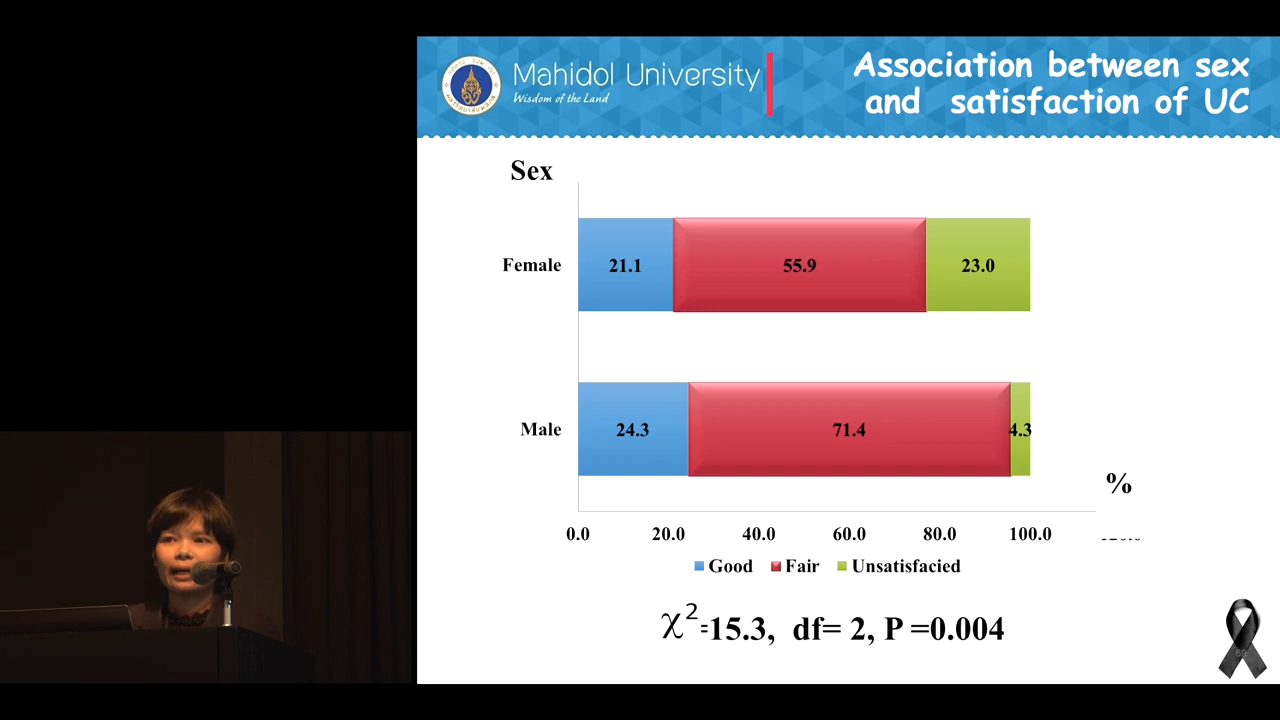 Mahidol University
Wisdom of the Land
Association between sex
and satisfaction of UC
Sex
Female
21.1
55.9
23.0
Male
24.3
71.4
4.3
%
0.0
20.0
40.0
60.0
80.0
100.0
Good
Fair
Unsatisfacied
χ²=15.3, df= 2, P =0.004
69